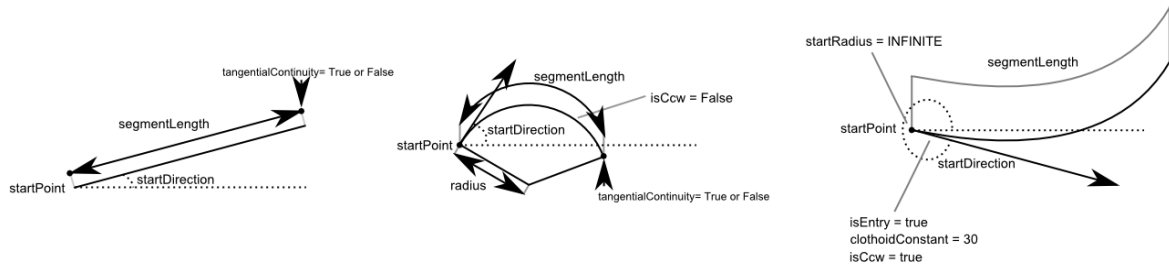 tangentialContinuity= True or False
segmentLength
startPoint
startDirection
segmentLength
isCcw = False
startDirection
startPoint
radius
tangentialContinuity= True or False
startRadius = INFINITE
segmentLength
startPoint
startDirection
isEntry = true
clothoidConstant = 30
isCcw = true